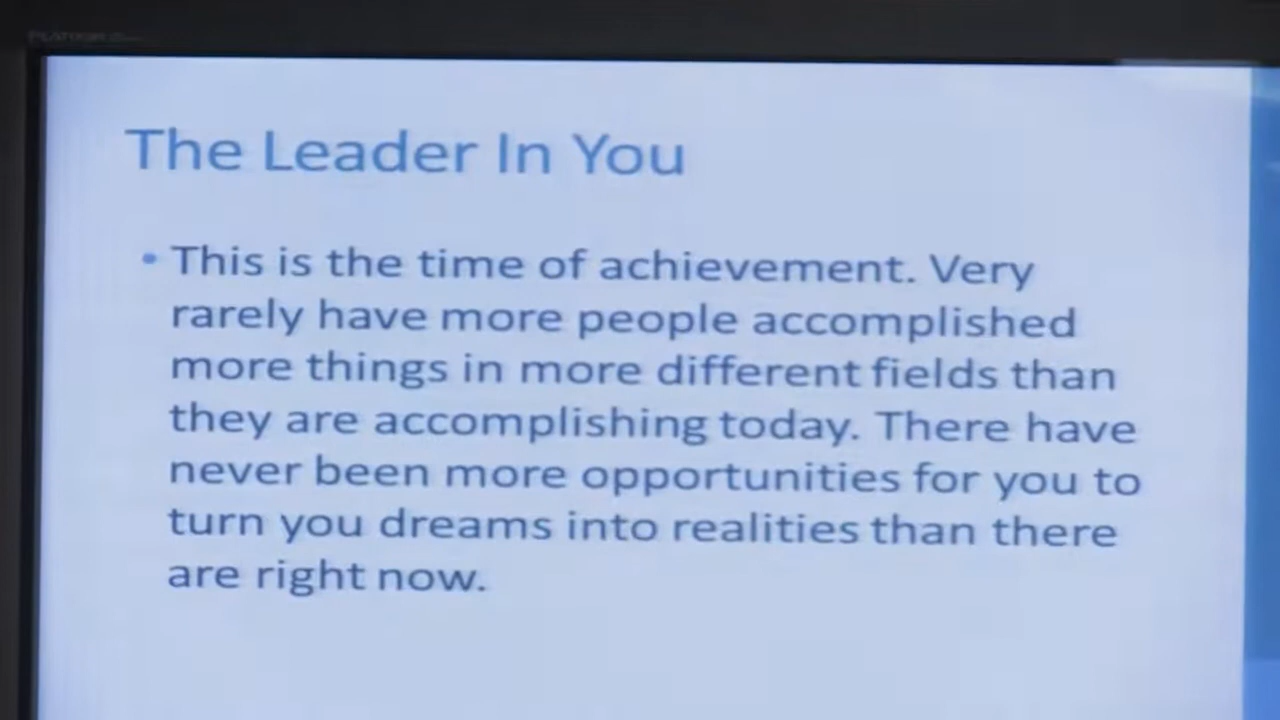 The Leader In You
• This is the time of achievement. Very
rarely have more people accomplished
more things in more different fields than
they are accomplishing today. There have
never been more opportunities for you to
turn you dreams into realities than there
are right now.